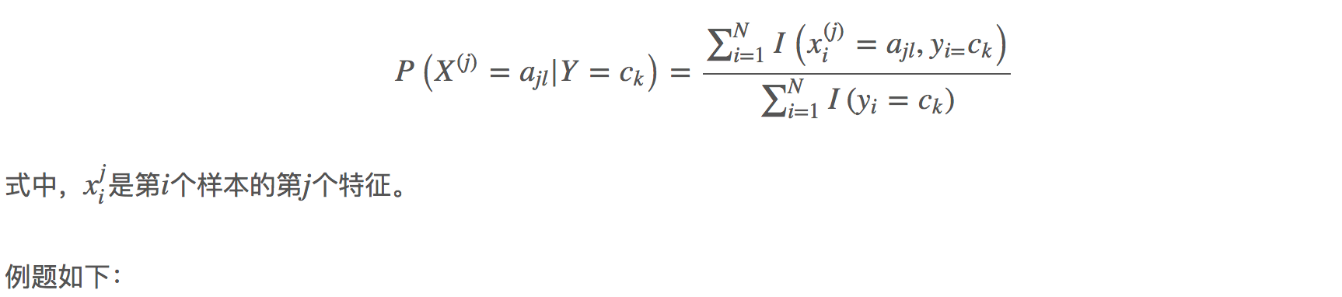 P(X^{(j)} = a_{jl}|Y = c_k) = \frac{\sum_{i=1}^{N} I(x_i^{(j)} = a_{jl}, y_{i=}c_k)}{\sum_{i=1}^{N} I(y_i = c_k)}
式中，x_i^j是第i个样本的第j个特征。
例题如下：